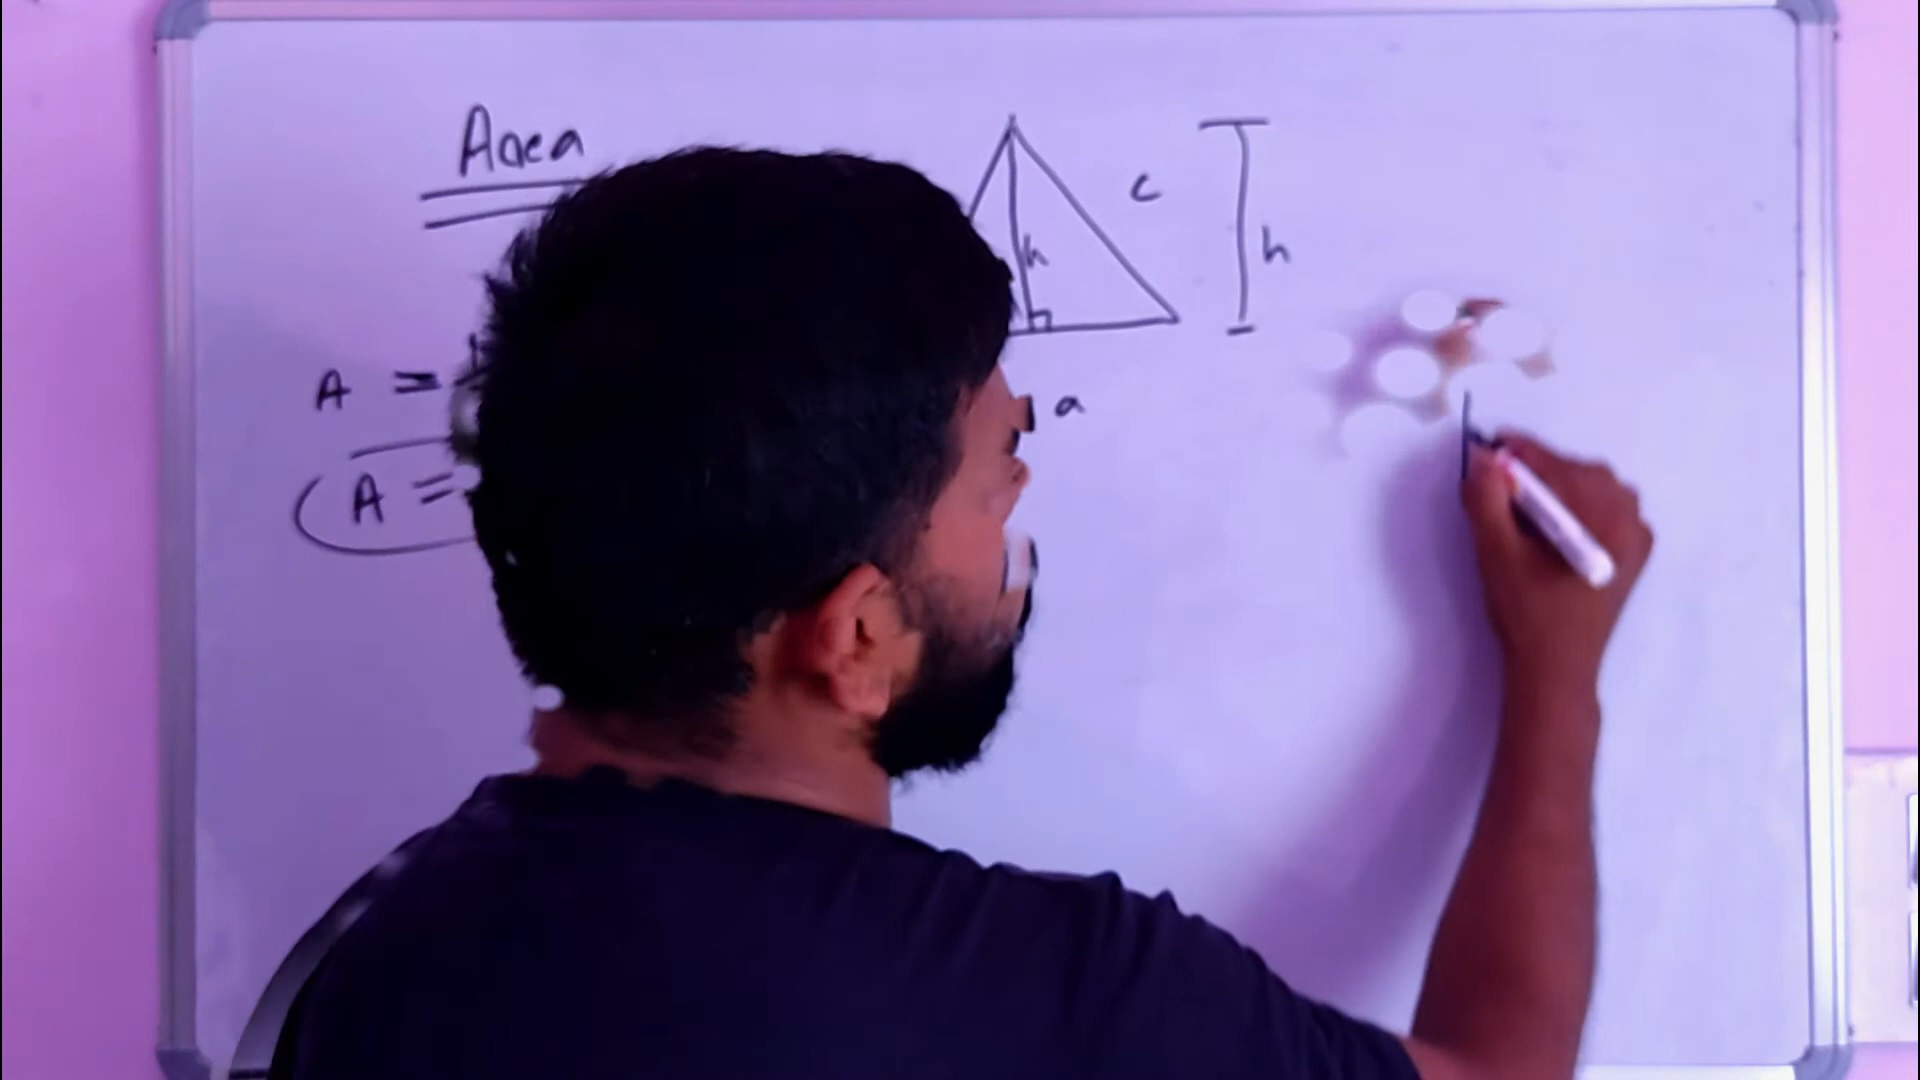 Area
c
h
h
A =
a
A =